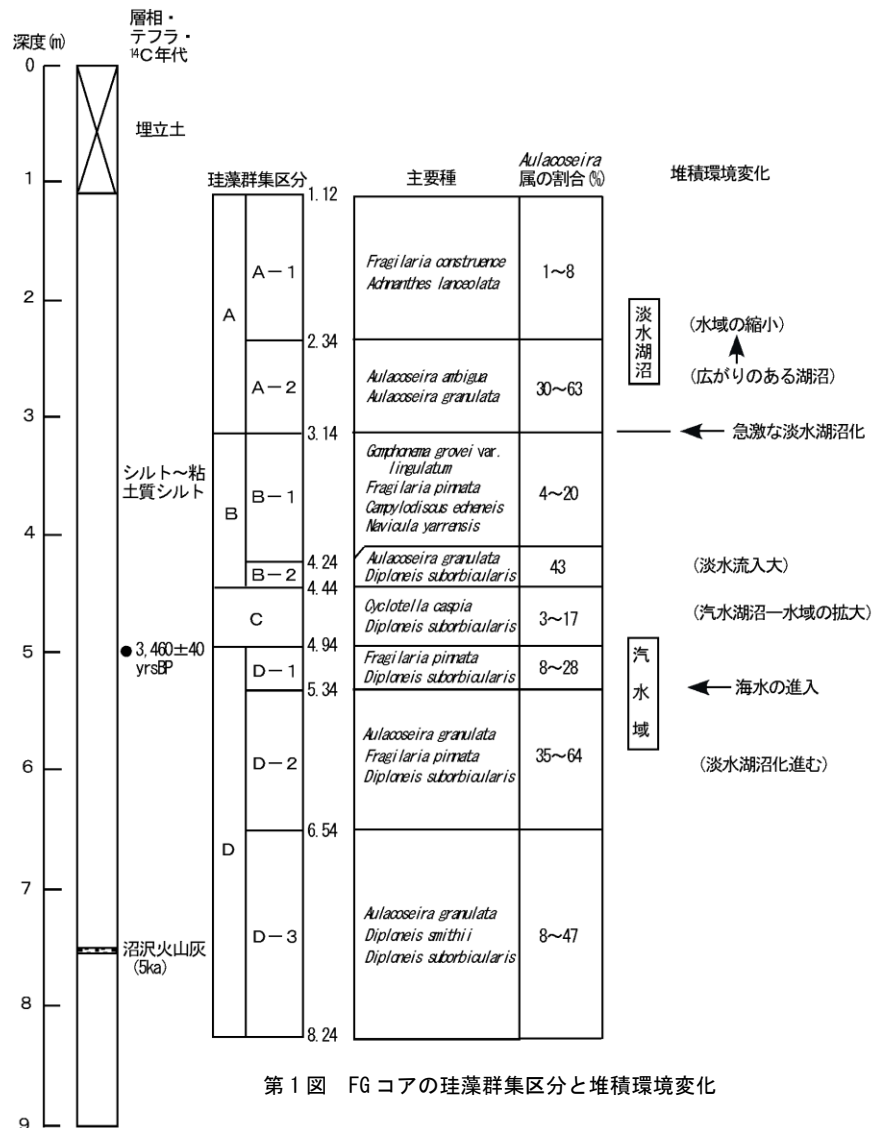 層相・
テフラ・
¹⁴C年代
深度(m)
0
1
2
3
4
5
6
7
8
9
埋立土
シルト～粘
土質シルト
3,460±40
yrsBP
沼沢火山灰
(5ka)
珪藻群集区分
主要種
Aulacoseira
属の割合(%)
堆積環境変化
1.12
A
A－1
Fragilaria construence
Achnanthes lanceolata
1～8
2.34
A－2
Aulacoseira ambigua
Aulacoseira granulata
30～63
3.14
B
B－1
Gomphonema grovei var.
lingulatum
Fragilaria pinnata
Campylodiscus echeneis
Navicula yarrensis
4～20
4.24
B－2
Aulacoseira granulata
Diploneis suborbicularis
43
4.44
C
Cyclotella caspia
Diploneis suborbicularis
3～17
4.94
D
D－1
Fragilaria pinnata
Diploneis suborbicularis
8～28
5.34
D－2
Aulacoseira granulata
Fragilaria pinnata
Diploneis suborbicularis
35～64
6.54
D－3
Aulacoseira granulata
Diploneis smithii
Diploneis suborbicularis
8～47
8.24
淡水湖沼
(水域の縮小)
(広がりのある湖沼)
急激な淡水湖沼化
(淡水流入大)
(汽水湖沼―水域の拡大)
汽水域
海水の進入
(淡水湖沼化進む)
第1図 FGコアの珪藻群集区分と堆積環境変化